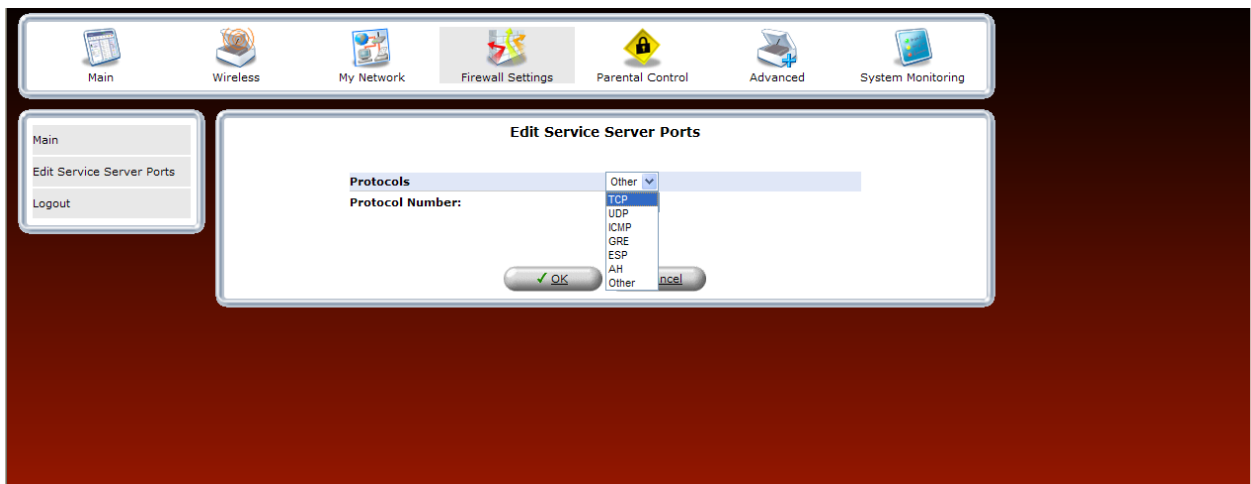 Main Wireless My Network Firewall Settings Parental Control Advanced System Monitoring
Main
Edit Service Server Ports
Logout
Edit Service Server Ports
Protocols Other
Protocol Number:
TCP
UDP
ICMP
GRE
ESP
AH
Other
OK
ncel